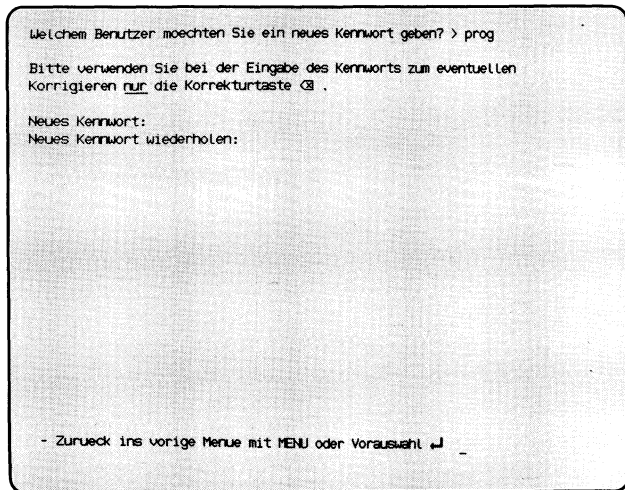 Welchem Benutzer moechten Sie ein neues Kennwort geben? > prog
Bitte verwenden Sie bei der Eingabe des Kennworts zum eventuellen
Korrigieren nur die Korrekturtaste ⌫ .
Neues Kennwort:
Neues Kennwort wiederholen:
- Zurueck ins vorige Menue mit MENU oder Vorauswahl ↵ _